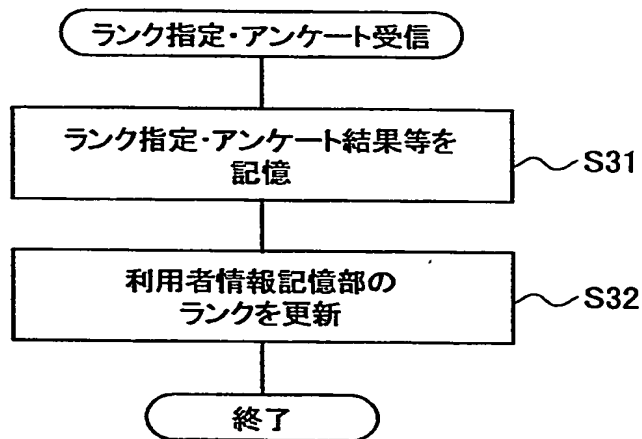 ランク指定・アンケート受信
ランク指定・アンケート結果等を
記憶
S31
利用者情報記憶部の
ランクを更新
S32
終了